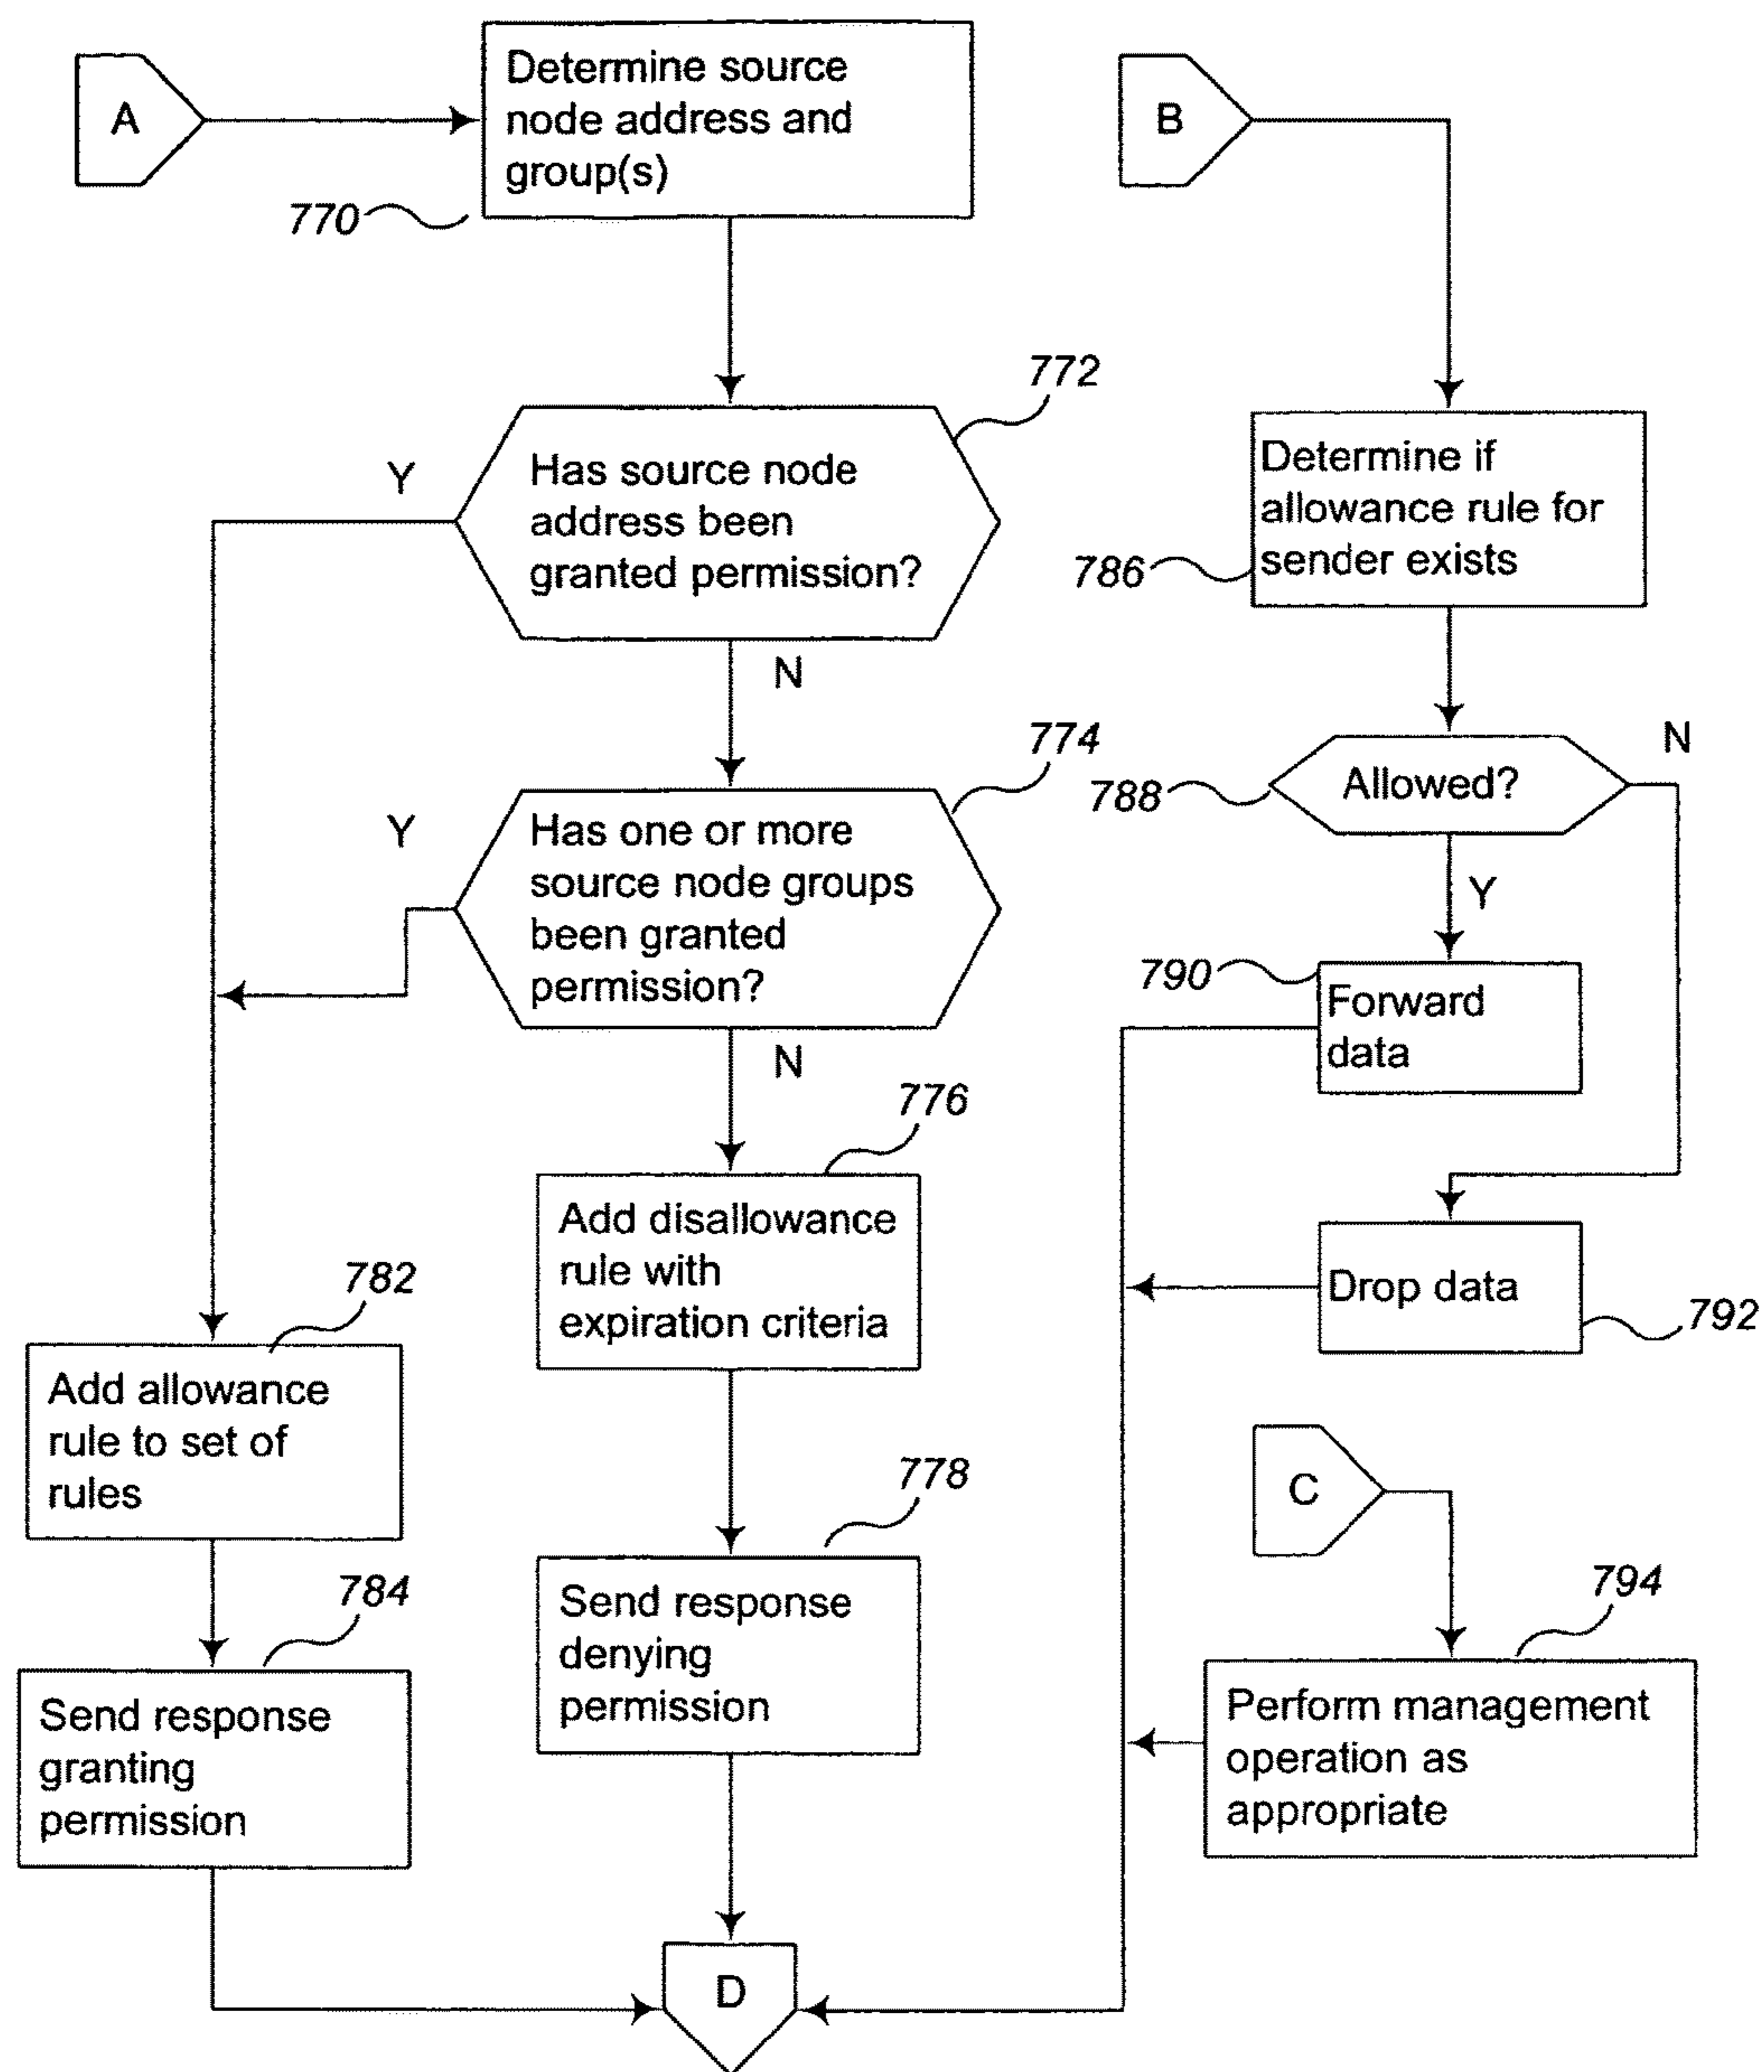 A
Determine source
node address and
group(s)
770
772
Has source node
address been
granted permission?
Y
N
774
Has one or more
source node groups
been granted
permission?
Y
N
776
Add disallowance
rule with
expiration criteria
778
Send response
denying
permission
782
Add allowance
rule to set of
rules
784
Send response
granting
permission
B
Determine if
allowance rule for
sender exists
786
788
Allowed?
N
Y
790
Forward
data
Drop data
792
C
794
Perform management
operation as
appropriate
D